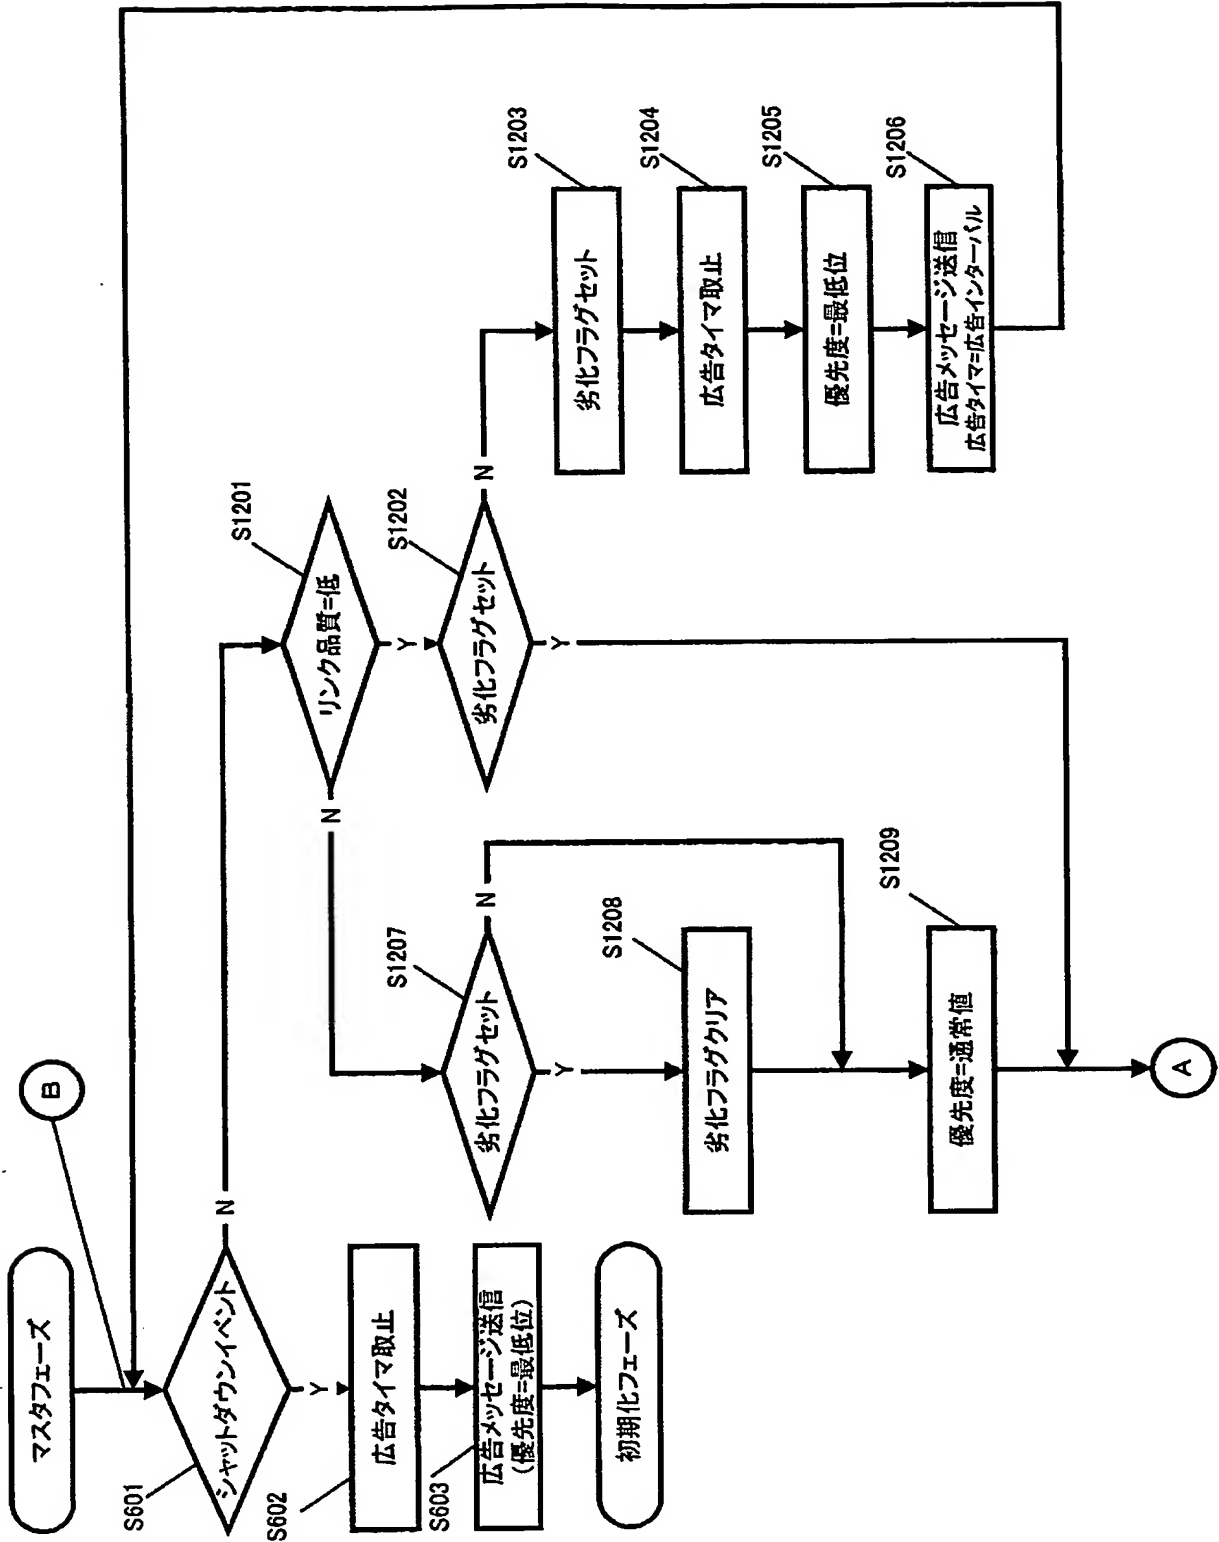 マスタフェーズ
B
S601
シャットダウンイベント
N
Y
S602
広告タイマ取止
S603
広告メッセージ送信
(優先度=最低位)
初期化フェーズ
S1201
リンク品質=低
N
Y
S1202
劣化フラグセット
N
Y
S1203
劣化フラグセット
S1204
広告タイマ取止
S1205
優先度=最低位
S1206
広告メッセージ送信
広告タイマ=広告インターバル
S1207
劣化フラグセット
N
Y
S1208
劣化フラグクリア
S1209
優先度=通常値
A